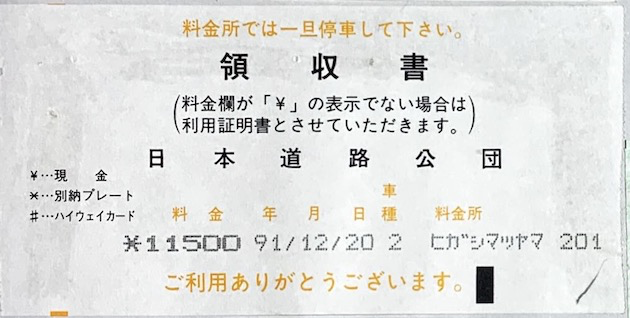 料金所では一旦停車して下さい。
領収書
(料金欄が「¥」の表示でない場合は
利用証明書とさせていただきます。)
日本道路公団
¥…現金
＊…別納プレート
♯…ハイウェイカード
料金 年 月 日 車種 料金所
¥11500 91/12/20 2 ヒガシマツヤマ 201
ご利用ありがとうございます。